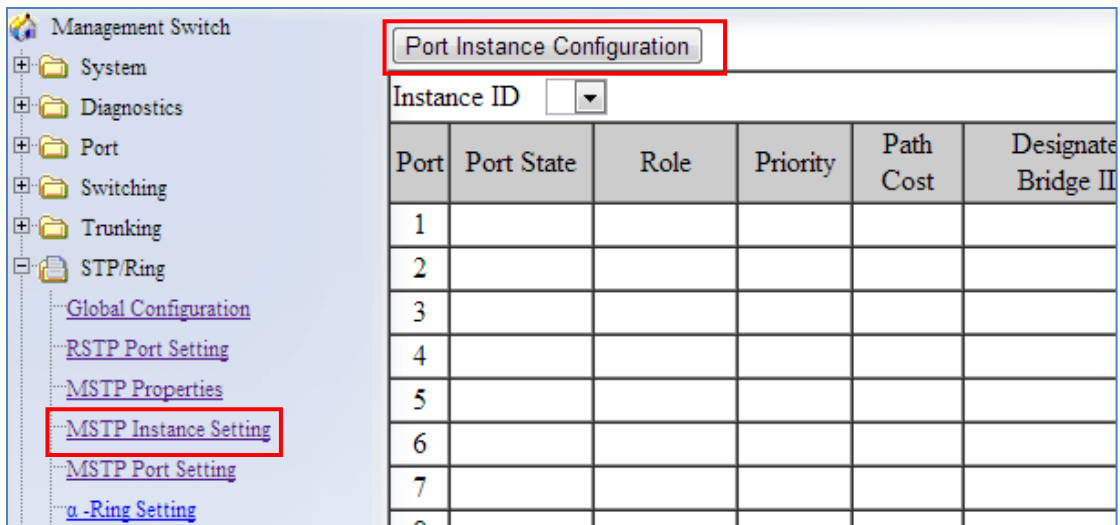 Management Switch
System
Diagnostics
Port
Switching
Trunking
STP/Ring
Global Configuration
RSTP Port Setting
MSTP Properties
MSTP Instance Setting
MSTP Port Setting
α -Ring Setting
Port Instance Configuration
Instance ID
Port Port State Role Priority Path Cost Designate Bridge I
1
2
3
4
5
6
7